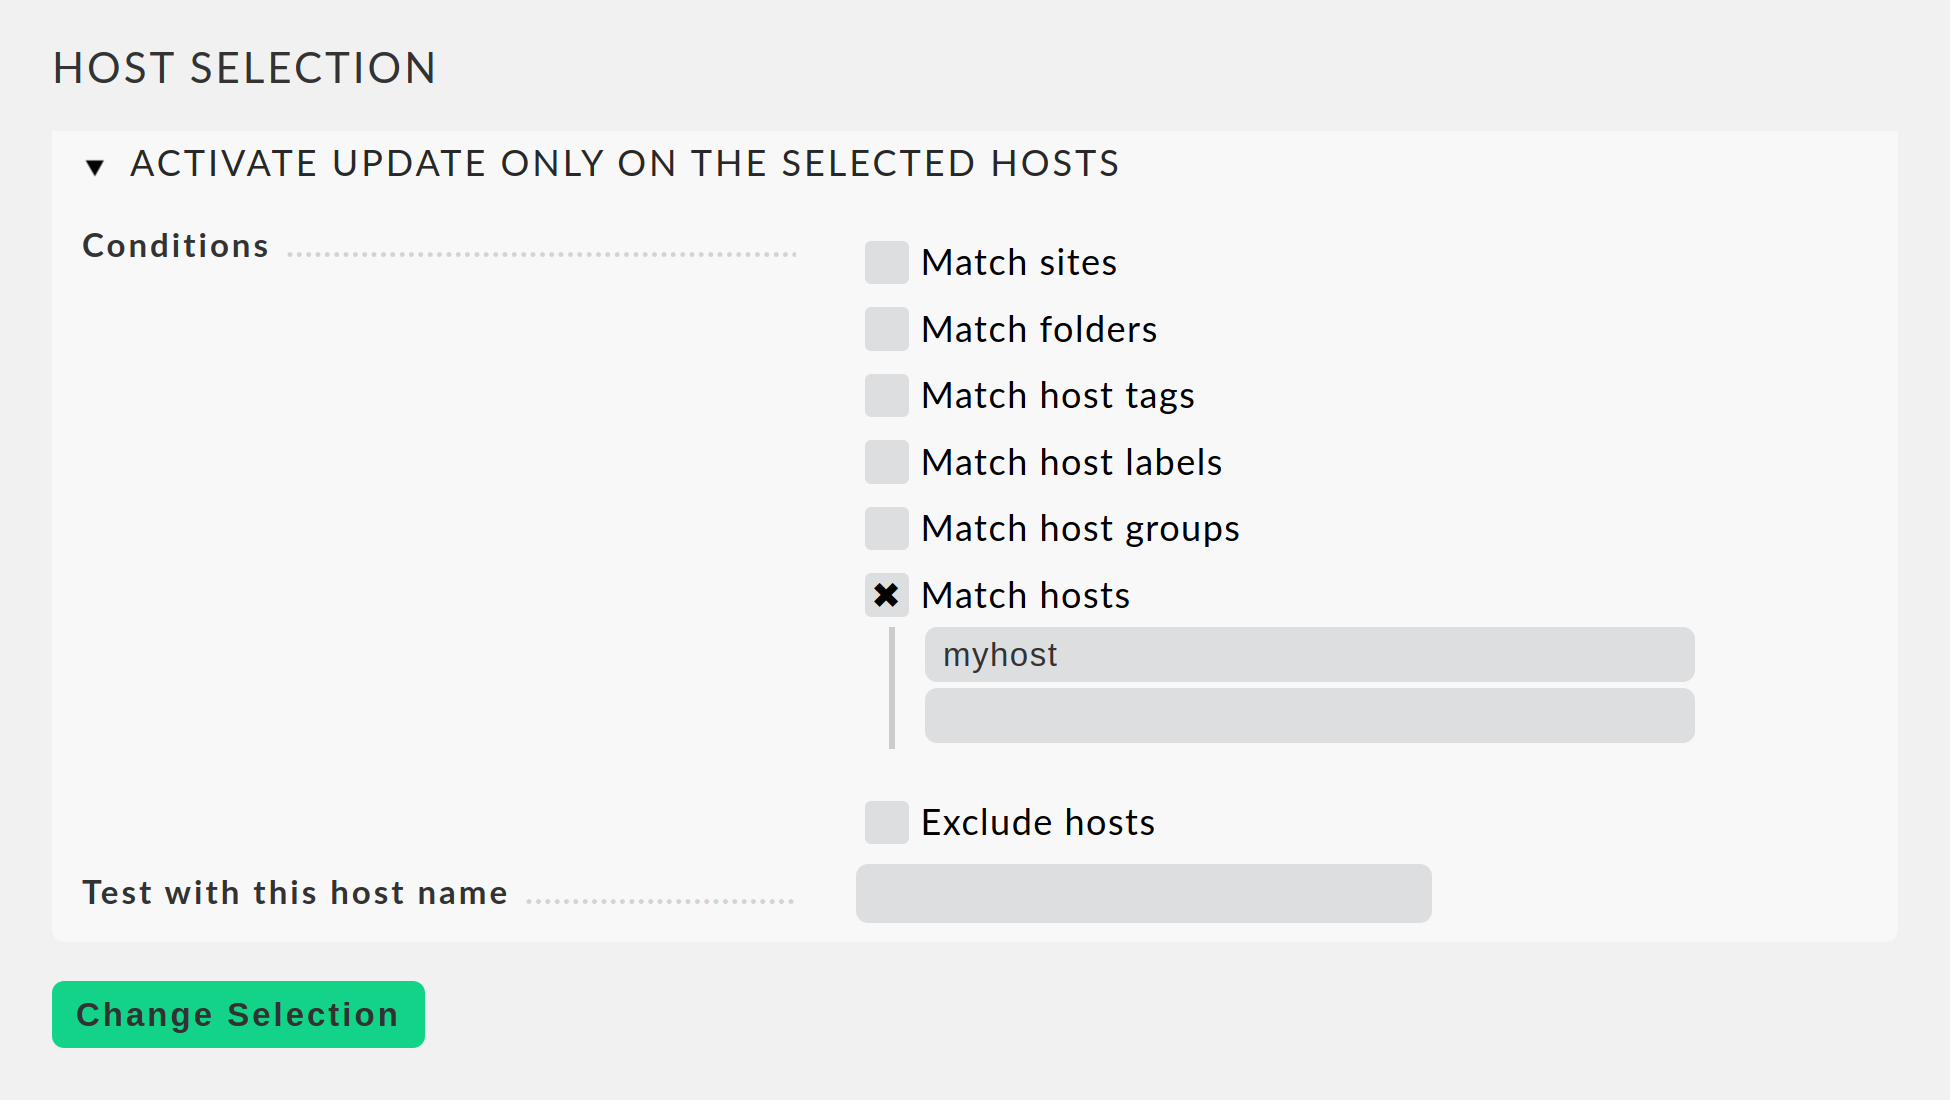 HOST SELECTION
ACTIVATE UPDATE ONLY ON THE SELECTED HOSTS
Conditions
Match sites
Match folders
Match host tags
Match host labels
Match host groups
Match hosts
myhost
Exclude hosts
Test with this host name
Change Selection